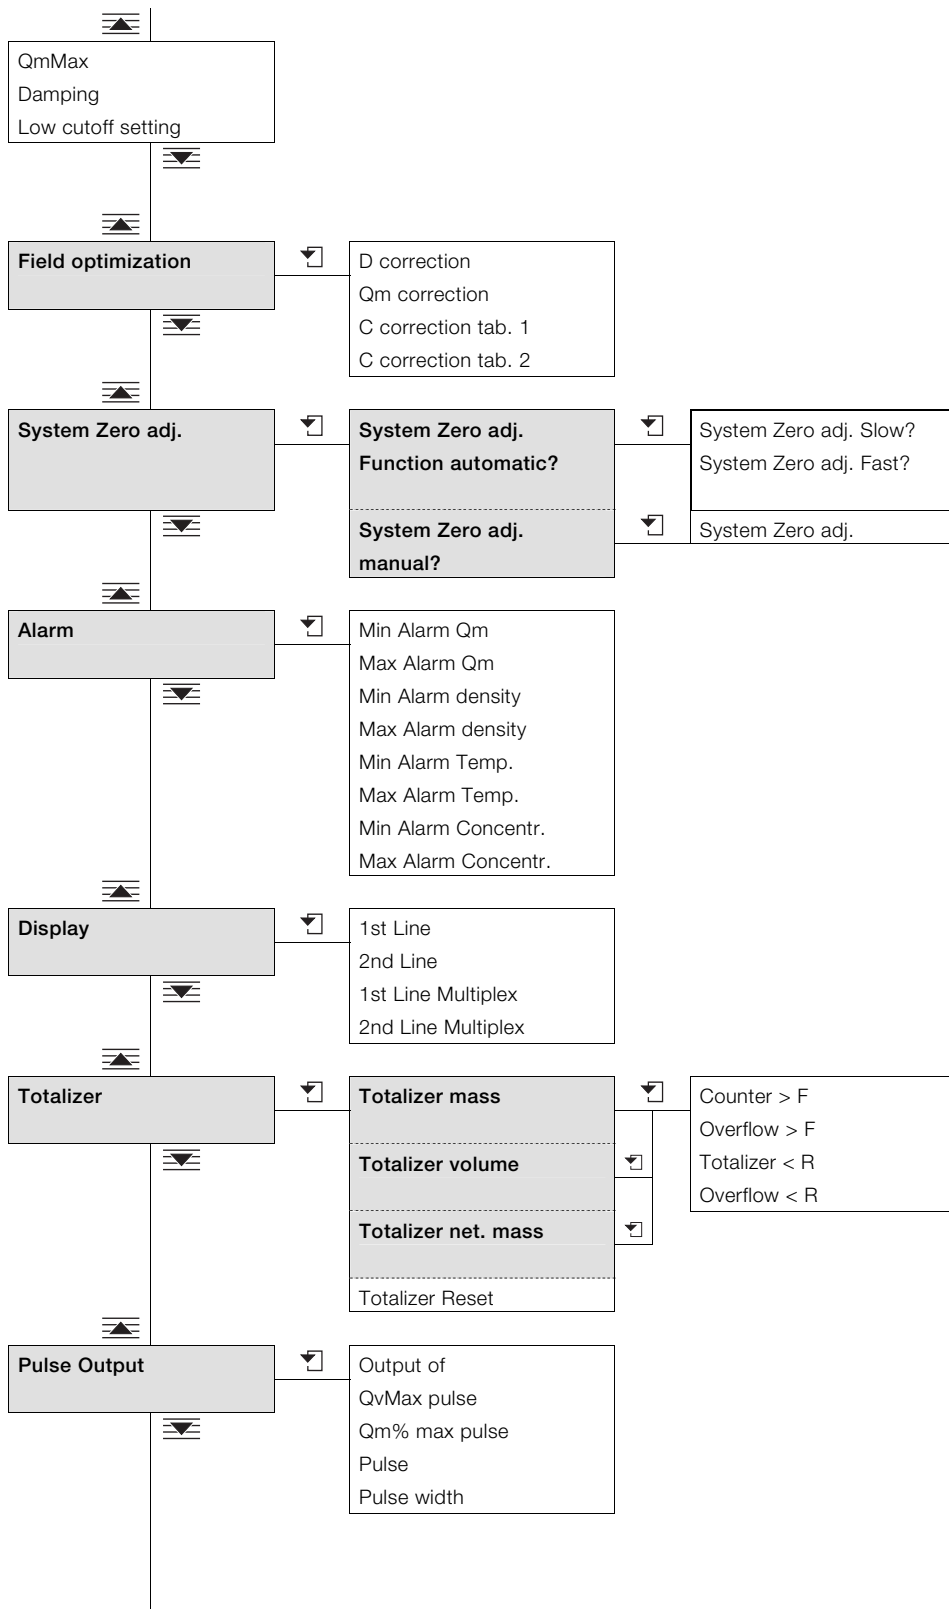 QmMax
Damping
Low cutoff setting
Field optimization
D correction
Qm correction
C correction tab. 1
C correction tab. 2
System Zero adj.
System Zero adj.
Function automatic?
System Zero adj. Slow?
System Zero adj. Fast?
System Zero adj.
manual?
System Zero adj.
Alarm
Min Alarm Qm
Max Alarm Qm
Min Alarm density
Max Alarm density
Min Alarm Temp.
Max Alarm Temp.
Min Alarm Concentr.
Max Alarm Concentr.
Display
1st Line
2nd Line
1st Line Multiplex
2nd Line Multiplex
Totalizer
Totalizer mass
Totalizer volume
Totalizer net. mass
Totalizer Reset
Counter > F
Overflow > F
Totalizer < R
Overflow < R
Pulse Output
Output of
QvMax pulse
Qm% max pulse
Pulse
Pulse width